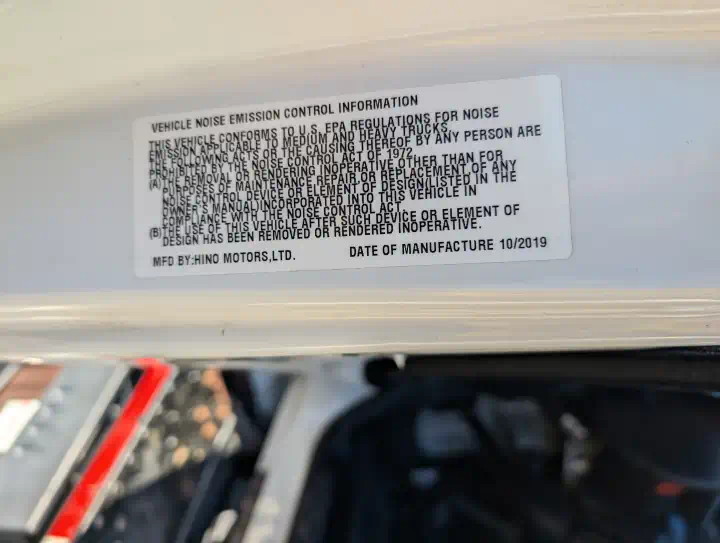 VEHICLE NOISE EMISSION CONTROL INFORMATION
THIS VEHICLE CONFORMS TO U.S. EPA REGULATIONS FOR NOISE
EMISSION APPLICABLE TO MEDIUM AND HEAVY TRUCKS.
THE FOLLOWING ACTS OR THE CAUSING THEREOF BY ANY PERSON ARE
PROHIBITED BY THE NOISE CONTROL ACT OF 1972.
(A) THE REMOVAL OR RENDERING INOPERATIVE OTHER THAN FOR
PURPOSES OF MAINTENANCE REPAIR OR REPLACEMENT OF ANY
NOISE CONTROL DEVICE OR ELEMENT OF DESIGN(LISTED IN THE
OWNER'S MANUAL)INCORPORATED INTO THIS VEHICLE IN
COMPLIANCE WITH THE NOISE CONTROL ACT.
(B) THE USE OF THIS VEHICLE AFTER SUCH DEVICE OR ELEMENT OF
DESIGN HAS BEEN REMOVED OR RENDERED INOPERATIVE.
MFD BY:HINO MOTORS,LTD. DATE OF MANUFACTURE 10/2019